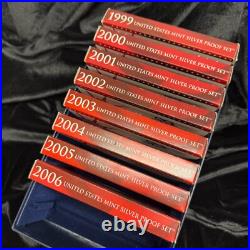 1999 UNITED STATES MINT SILVER PROOF SET
2000 UNITED STATES MINT SILVER PROOF SET
2001 UNITED STATES MINT SILVER PROOF SET
2002 UNITED STATES MINT SILVER PROOF SET
2003 UNITED STATES MINT SILVER PROOF SET
2004 UNITED STATES MINT SILVER PROOF SET
2005 UNITED STATES MINT SILVER PROOF SET
2006 UNITED STATES MINT SILVER PROOF SET